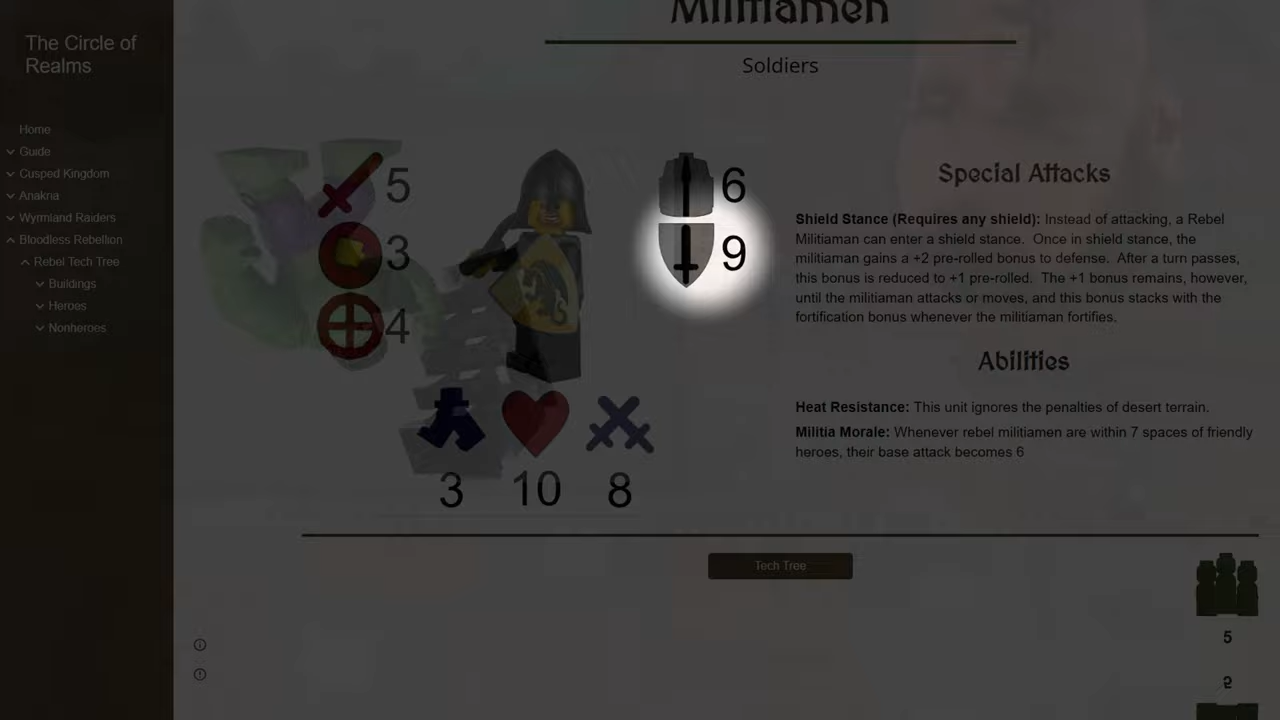 Militiamen
The Circle of
Realms
Soldiers
Home
Guide
Cusped Kingdom
Anakria
Wyrmland Raiders
Bloodless Rebellion
Rebel Tech Tree
Buildings
Heroes
Nonheroes
5
3
4
6
9
3
10
8
Special Attacks
Shield Stance (Requires any shield): Instead of attacking, a Rebel
Militiaman can enter a shield stance. Once in shield stance, the
militiaman gains a +2 pre-rolled bonus to defense. After a turn passes,
this bonus is reduced to +1 pre-rolled. The +1 bonus remains, however,
until the militiaman attacks or moves, and this bonus stacks with the
fortification bonus whenever the militiaman fortifies.
Abilities
Heat Resistance: This unit ignores the penalties of desert terrain.
Militia Morale: Whenever rebel militiamen are within 7 spaces of friendly
heroes, their base attack becomes 6
Tech Tree
5